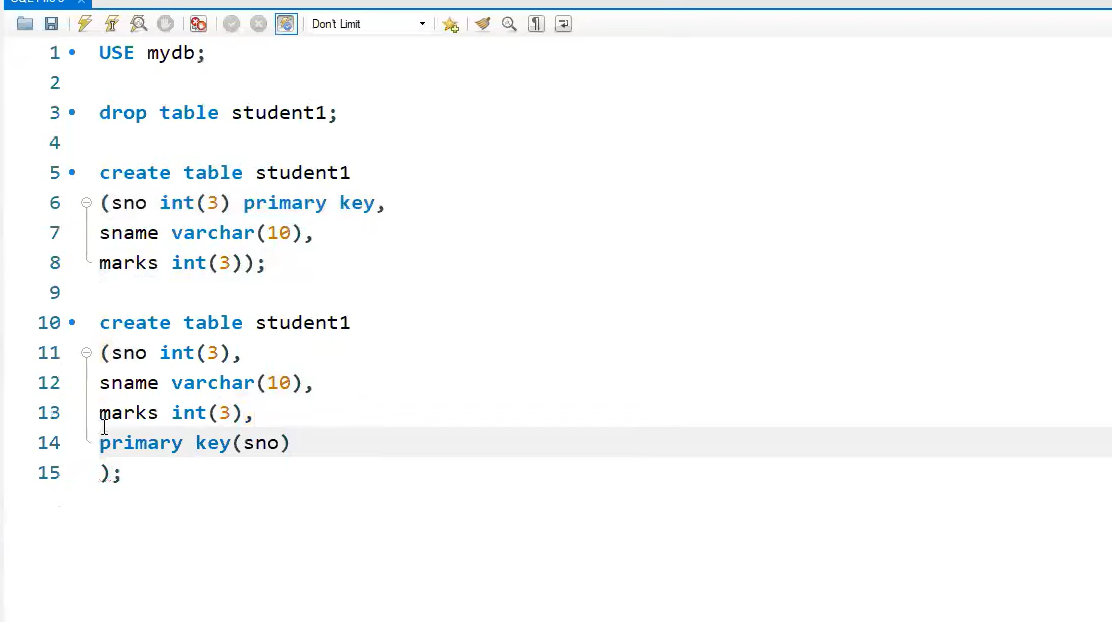 Don't Limit
1 USE mydb;
2
3 drop table student1;
4
5 create table student1
6 (sno int(3) primary key,
7 sname varchar(10),
8 marks int(3));
9
10 create table student1
11 (sno int(3),
12 sname varchar(10),
13 marks int(3),
14 primary key(sno)
15 );